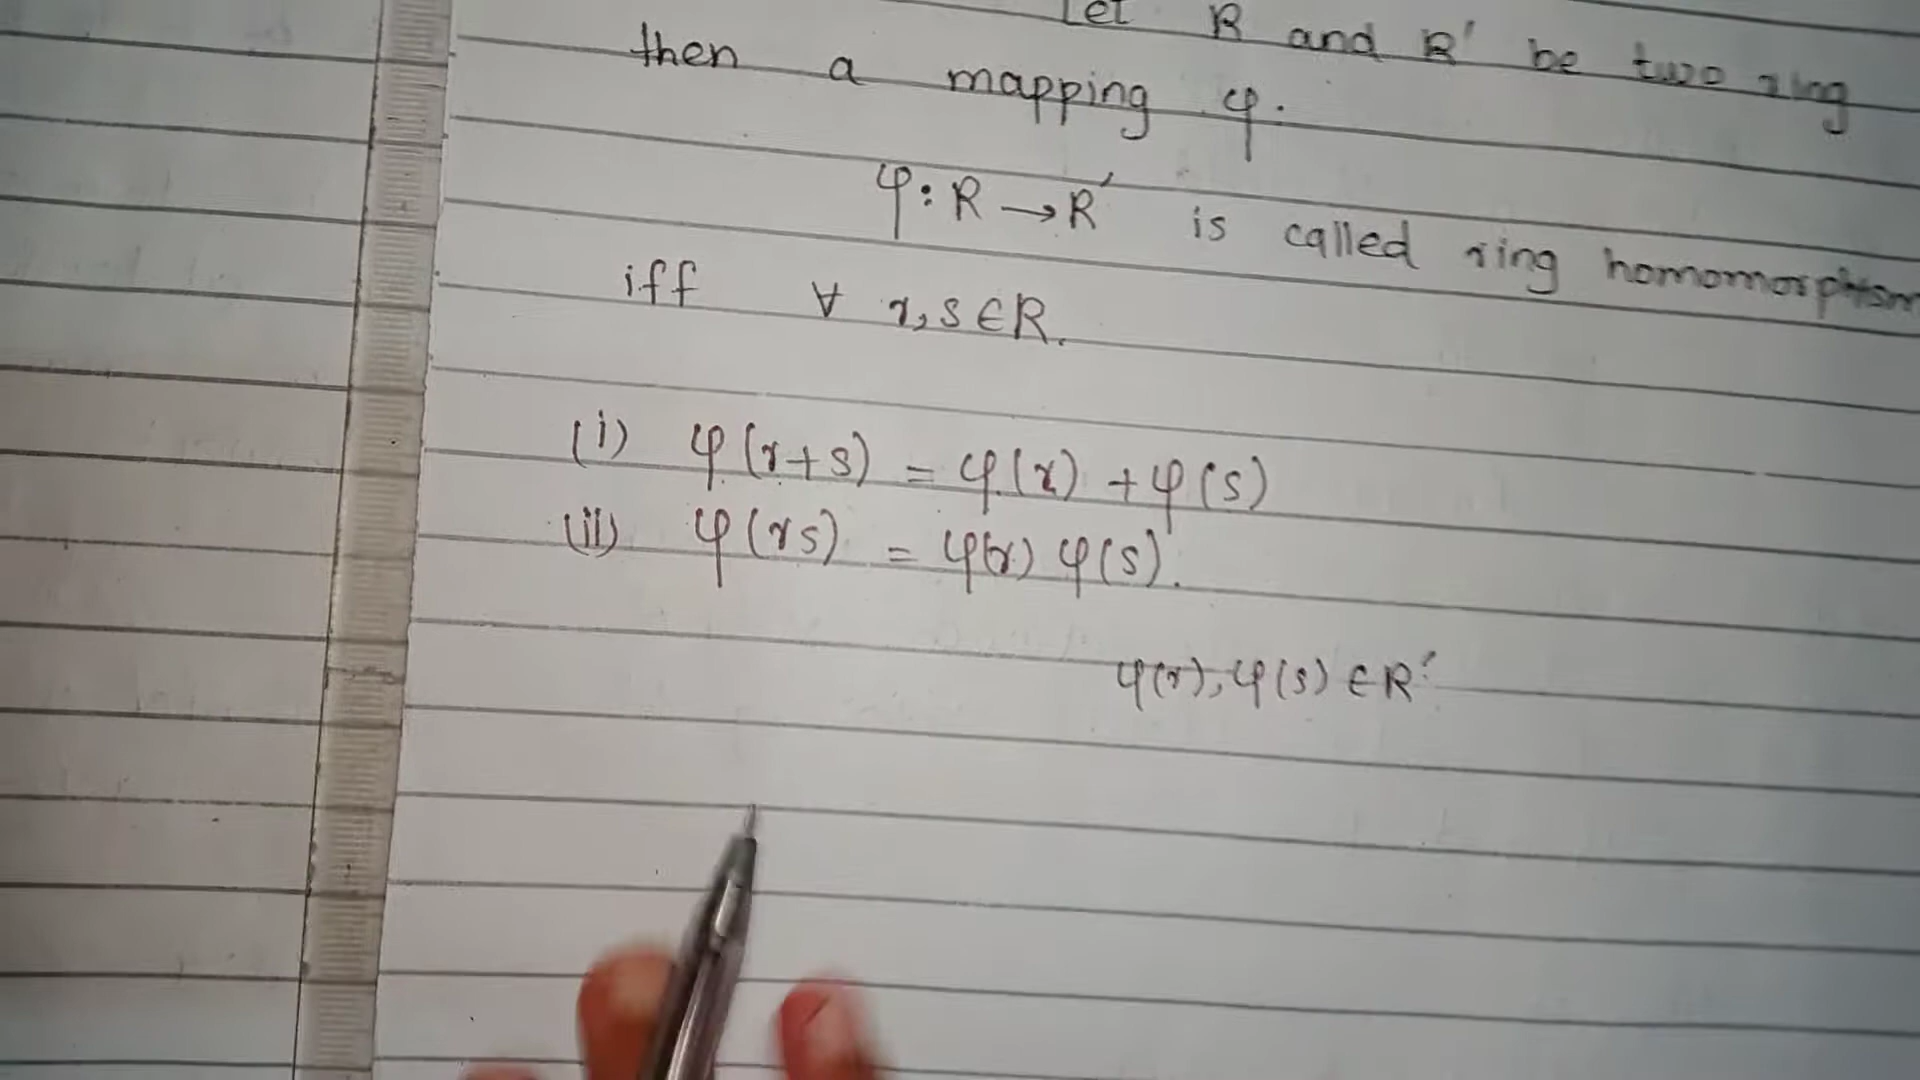 Let R and R' be two ring
then a mapping φ.
φ: R → R' is called ring homomorphism
iff ∀ r, s ∈ R.
(i) φ(r+s) = φ(r) + φ(s)
(ii) φ(rs) = φ(r) φ(s).
φ(r), φ(s) ∈ R'